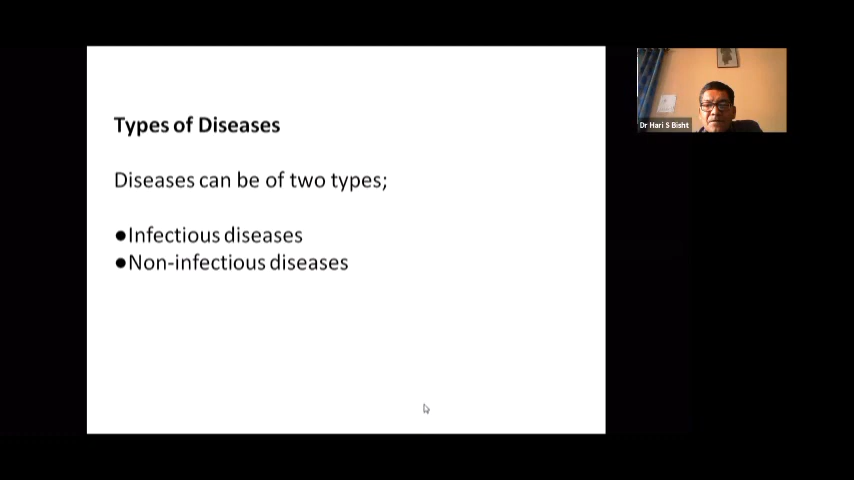 Types of Diseases
Diseases can be of two types;
●Infectious diseases
●Non-infectious diseases
Dr Hari S Bisht